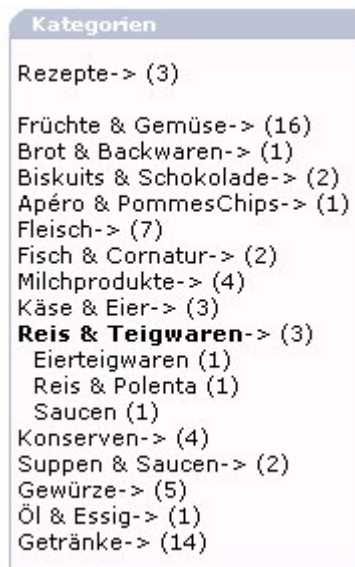 Kategorien
Rezepte-> (3)
Früchte & Gemüse-> (16)
Brot & Backwaren-> (1)
Biskuits & Schokolade-> (2)
Apéro & PommesChips-> (1)
Fleisch-> (7)
Fisch & Cornatur-> (2)
Milchprodukte-> (4)
Käse & Eier-> (3)
Reis & Teigwaren-> (3)
Eierteigwaren (1)
Reis & Polenta (1)
Saucen (1)
Konserven-> (4)
Suppen & Saucen-> (2)
Gewürze-> (5)
Öl & Essig-> (1)
Getränke-> (14)